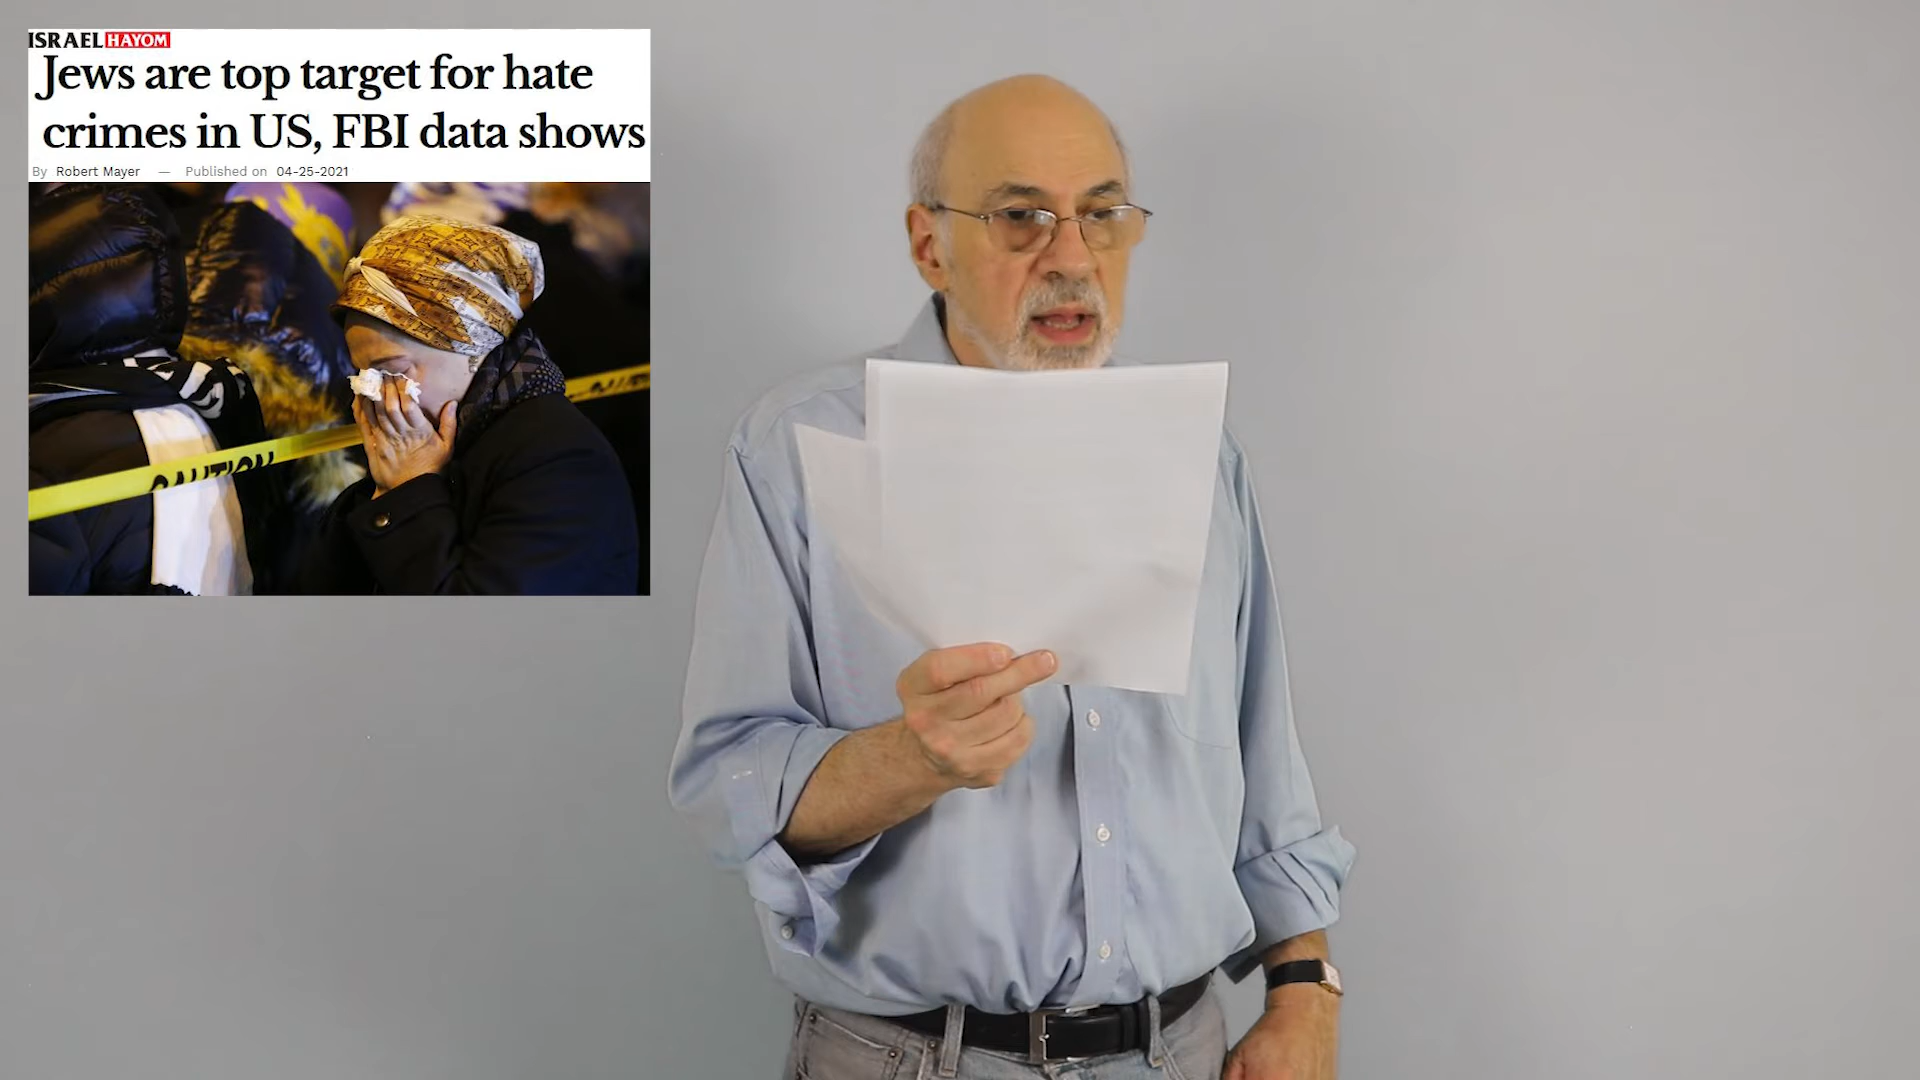 ISRAEL HAYOM
Jews are top target for hate
crimes in US, FBI data shows
By Robert Mayer — Published on 04-25-2021
CAUTION